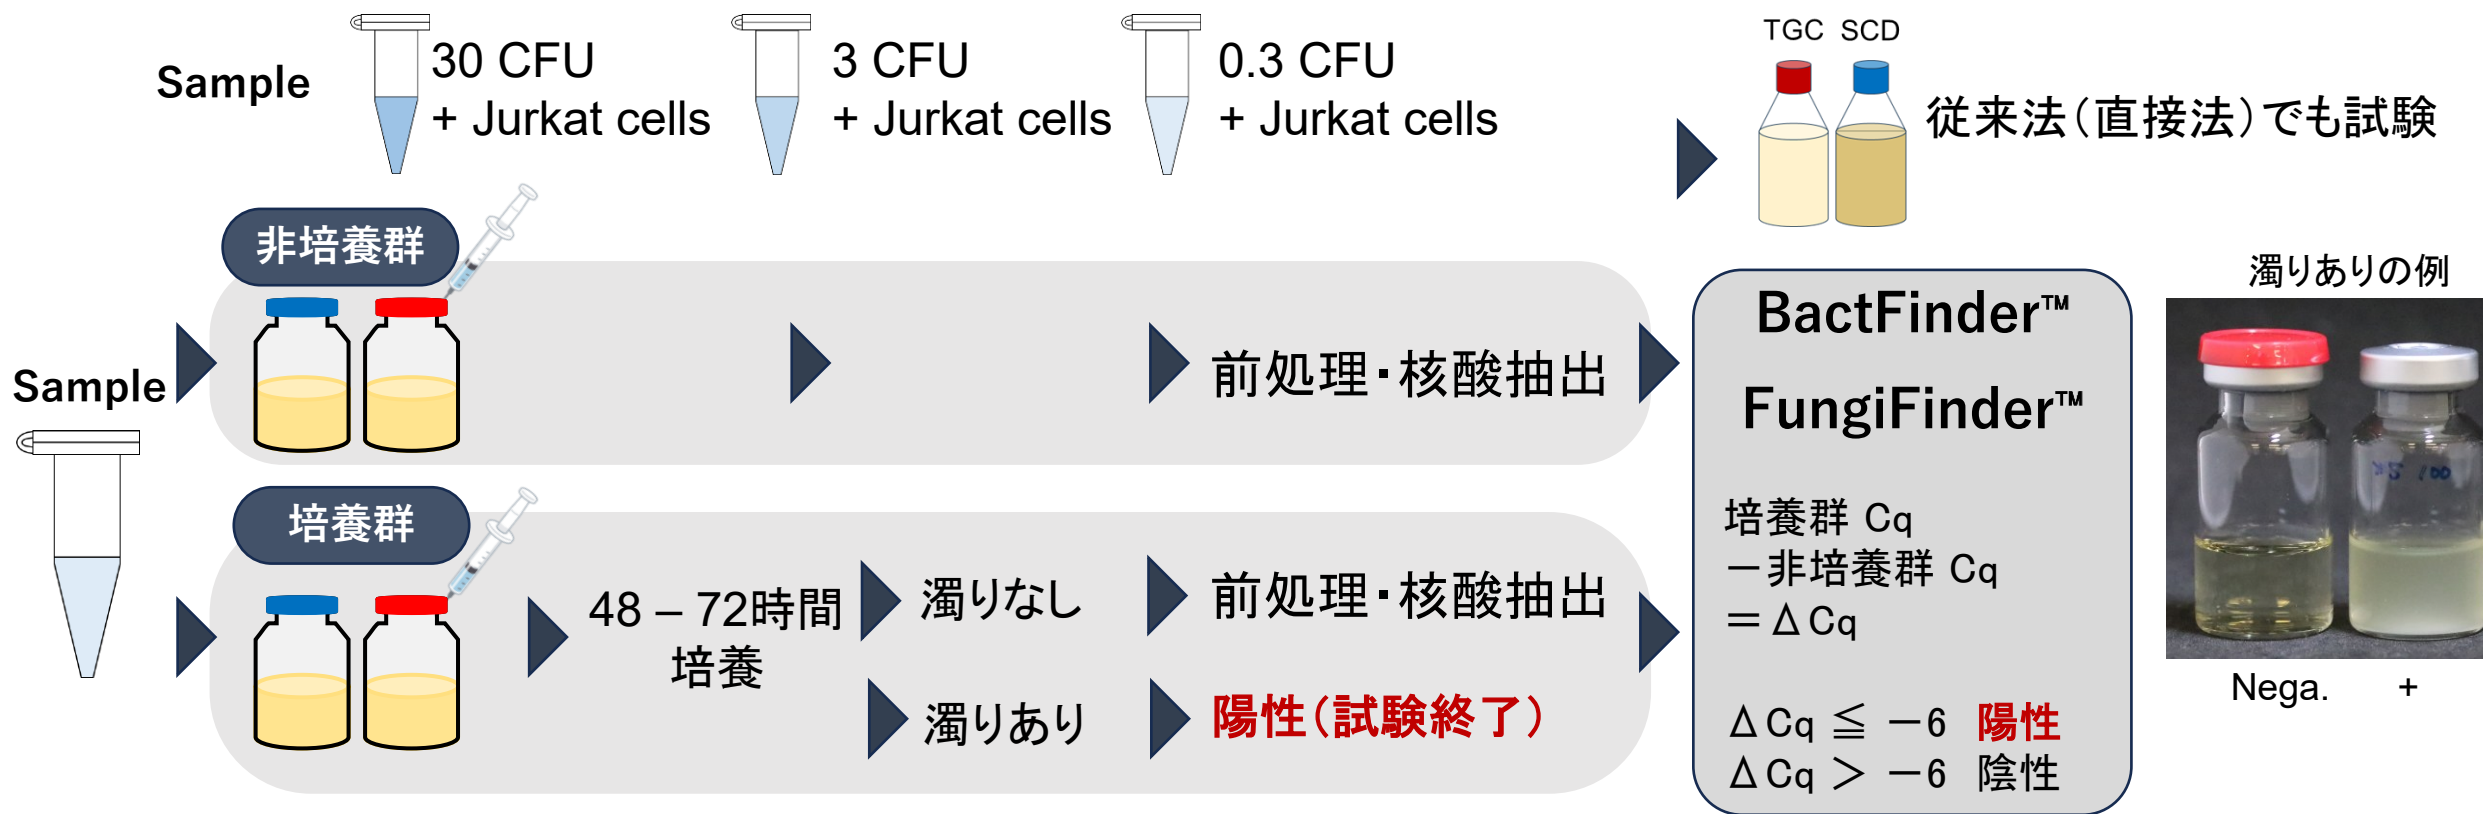 Sample
30 CFU
+ Jurkat cells
3 CFU
+ Jurkat cells
0.3 CFU
+ Jurkat cells
TGC SCD
従来法(直接法)でも試験
非培養群
前処理・核酸抽出
Sample
培養群
48 – 72時間
培養
濁りなし
前処理・核酸抽出
濁りあり
陽性(試験終了)
BactFinder™
FungiFinder™
培養群 Cq
－非培養群 Cq
＝ΔCq
ΔCq ≦ －6 陽性
ΔCq ＞ －6 陰性
濁りありの例
Nega. +